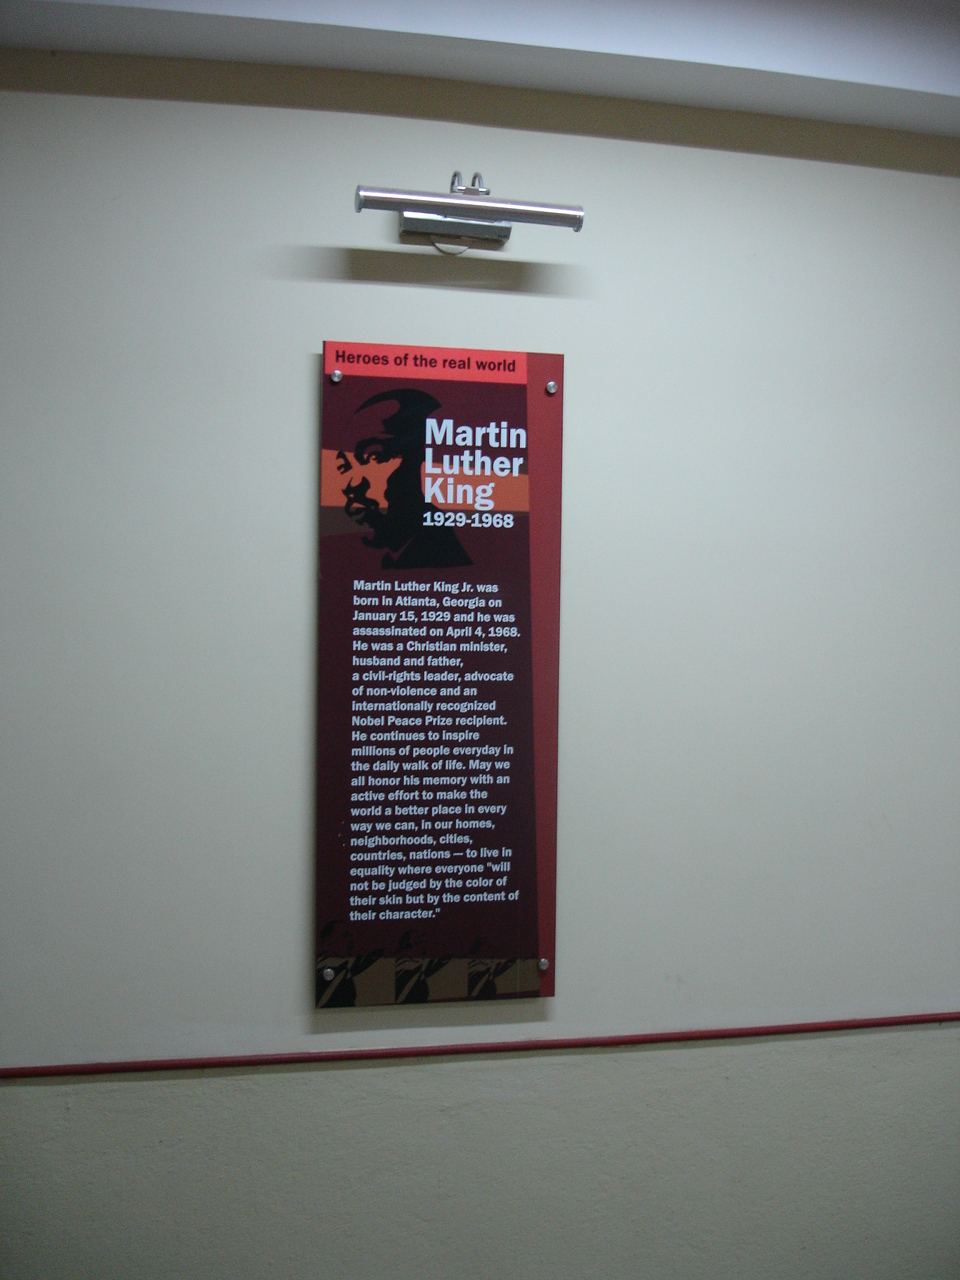 Heroes of the real world
Martin
Luther
King
1929-1968
Martin Luther King Jr. was
born in Atlanta, Georgia on
January 15, 1929 and he was
assassinated on April 4, 1968.
He was a Christian minister,
husband and father,
a civil-rights leader, advocate
of non-violence and an
internationally recognized
Nobel Peace Prize recipient.
He continues to inspire
millions of people everyday in
the daily walk of life. May we
all honor his memory with an
active effort to make the
world a better place in every
way we can, in our homes,
neighborhoods, cities,
countries, nations — to live in
equality where everyone "will
not be judged by the color of
their skin but by the content of
their character."